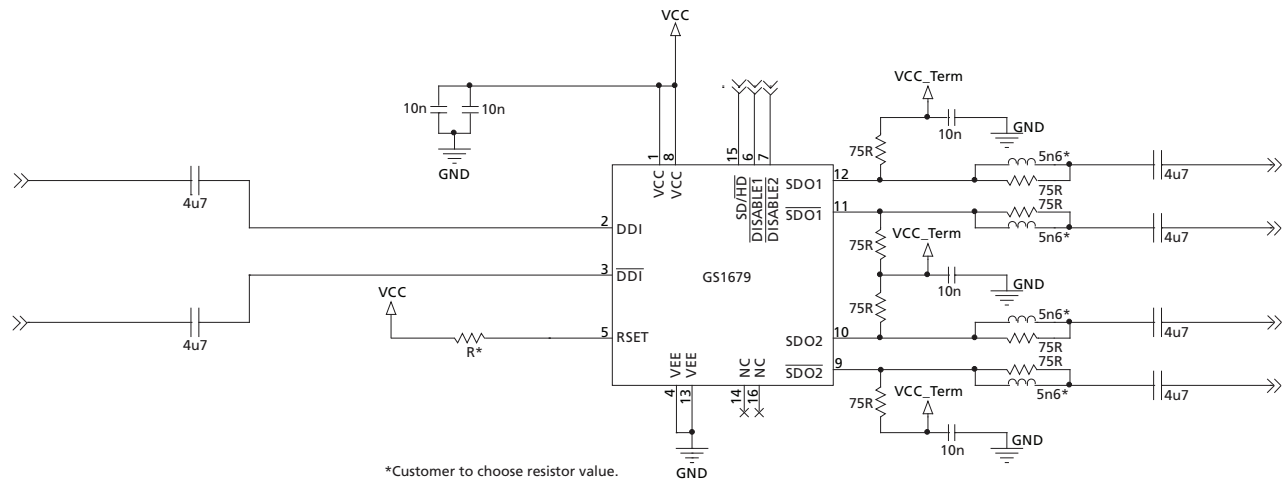 VCC
10n
10n
GND
VCC_Term
10n
GND
75R
1
8
15
6
7
VCC
VCC
SD/HD
DISABLE1
DISABLE2
12
SDO1
5n6*
75R
4u7
4u7
2
DDI
11
SDO1
75R
5n6*
4u7
75R
VCC_Term
10n
GND
3
DDI
GS1679
75R
4u7
VCC
R*
5
RSET
10
SDO2
5n6*
75R
4u7
9
SDO2
75R
5n6*
4u7
VEE
VEE
NC
NC
4
13
14
16
75R
VCC_Term
10n
GND
GND
*Customer to choose resistor value.